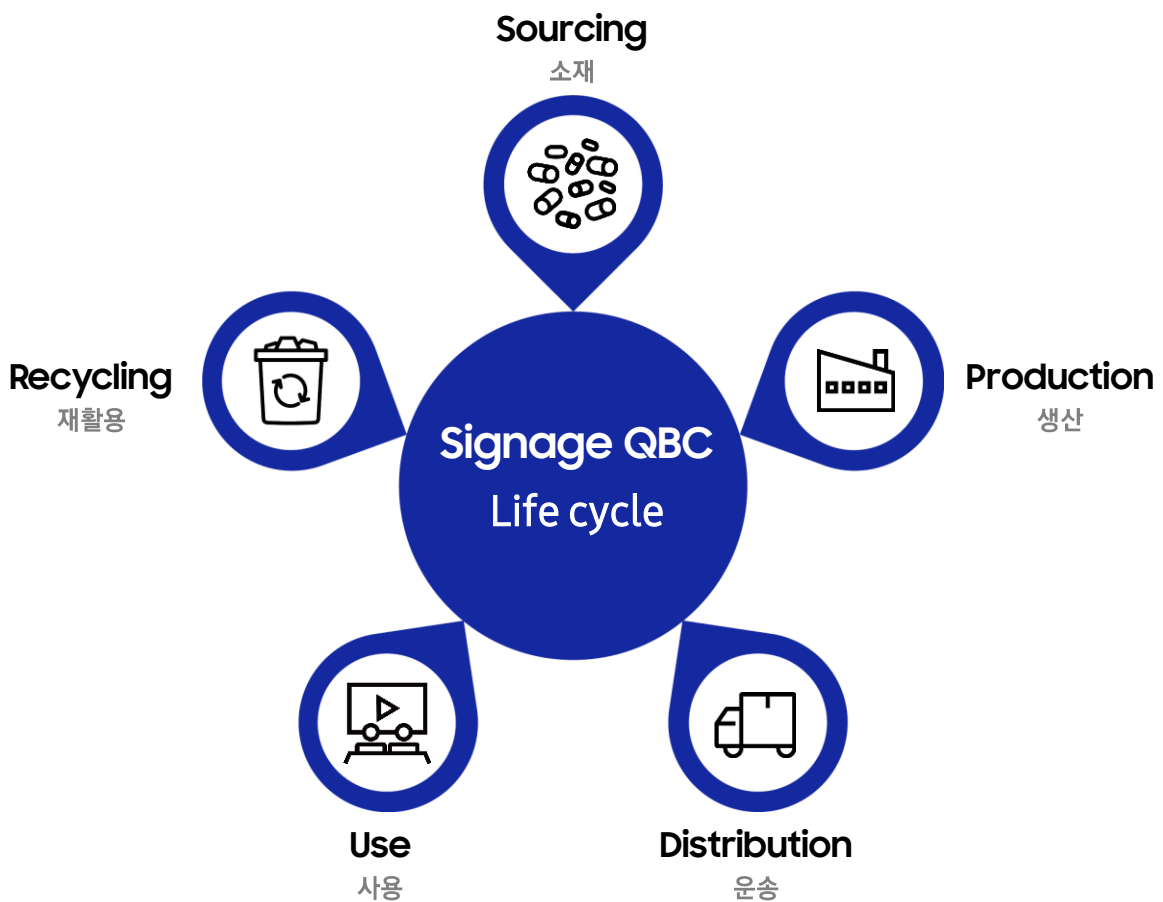 Sourcing
소재
Recycling
재활용
Production
생산
Signage QBC
Life cycle
Use
사용
Distribution
운송